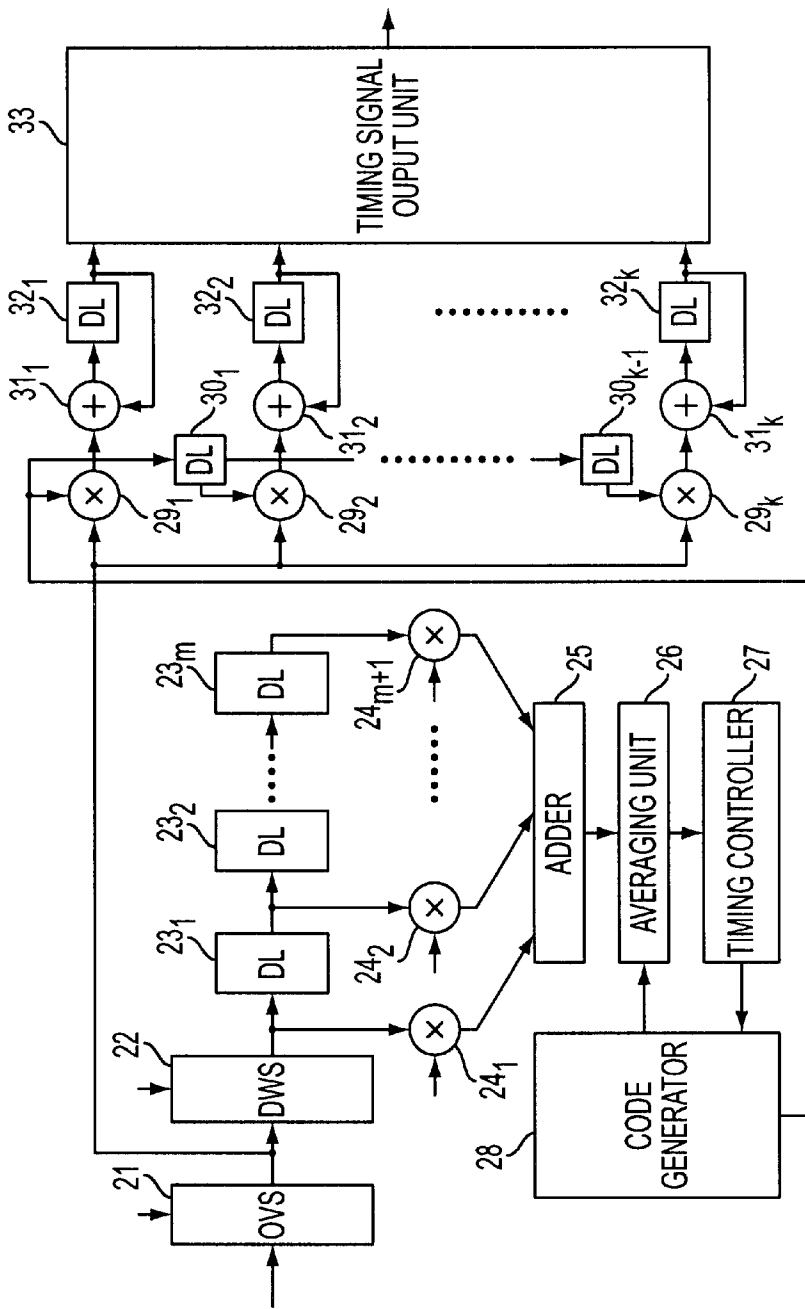 21
OVS
22
DWS
23₁
DL
23₂
DL
23ₘ
DL
24₁
×
24₂
×
24ₘ₊₁
×
ADDER
25
AVERAGING UNIT
26
TIMING CONTROLLER
27
CODE
GENERATOR
28
×
29₁
×
29₂
×
29ₖ
DL
30₁
DL
30ₖ₋₁
+
31₁
+
31₂
+
31ₖ
DL
32₁
DL
32₂
DL
32ₖ
33
TIMING SIGNAL
OUPUT UNIT